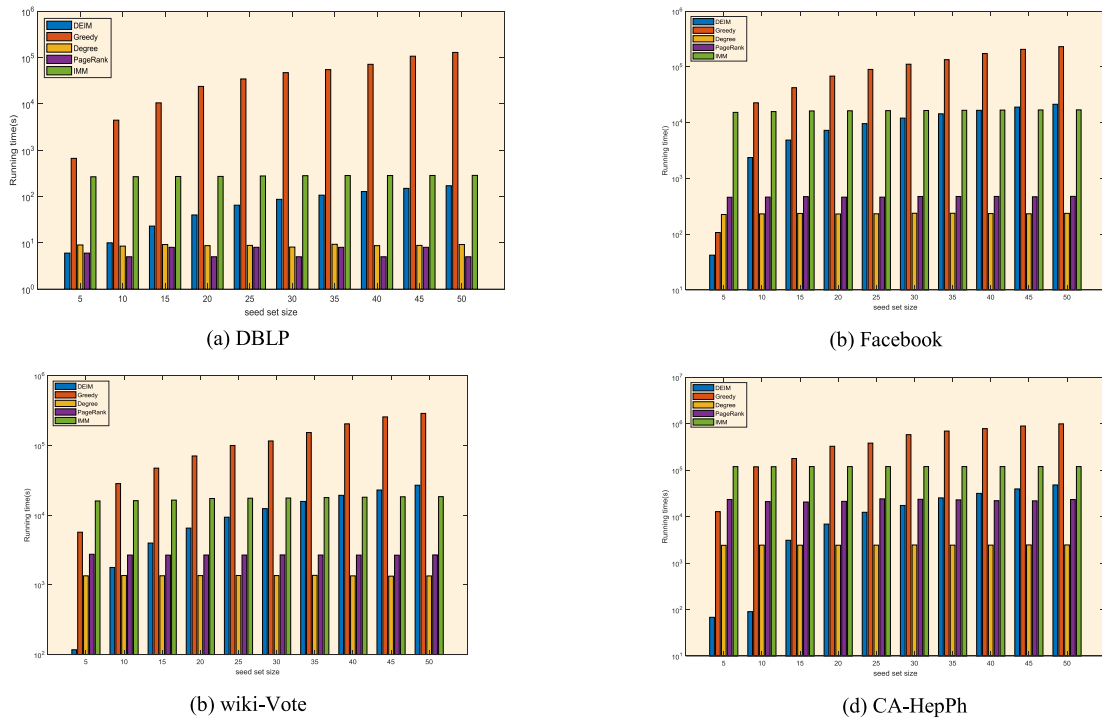 10^5
10^6
10^5
10^4
10^3
10^2
10^1
10^0
Running time(s)
DEIM
Greedy
Degree
PageRank
IMM
5 10 15 20 25 30 35 40 45 50
seed set size
(a) DBLP
10^6
10^5
10^4
10^3
10^2
10^1
Running time()
DEIM
Greedy
Degree
PageRank
IMM
5 10 15 20 25 30 35 40 45 50
seed set size
(b) Facebook
10^6
10^5
10^4
10^3
10^2
Running time(s)
DEIM
Greedy
Degree
PageRank
IMM
5 10 15 20 25 30 35 40 45 50
seed set size
(b) wiki-Vote
10^7
10^6
10^5
10^4
10^3
10^2
10^1
Running time(s)
DEIM
Greedy
Degree
PageRank
IMM
5 10 15 20 25 30 35 40 45 50
seed set size
(d) CA-HepPh